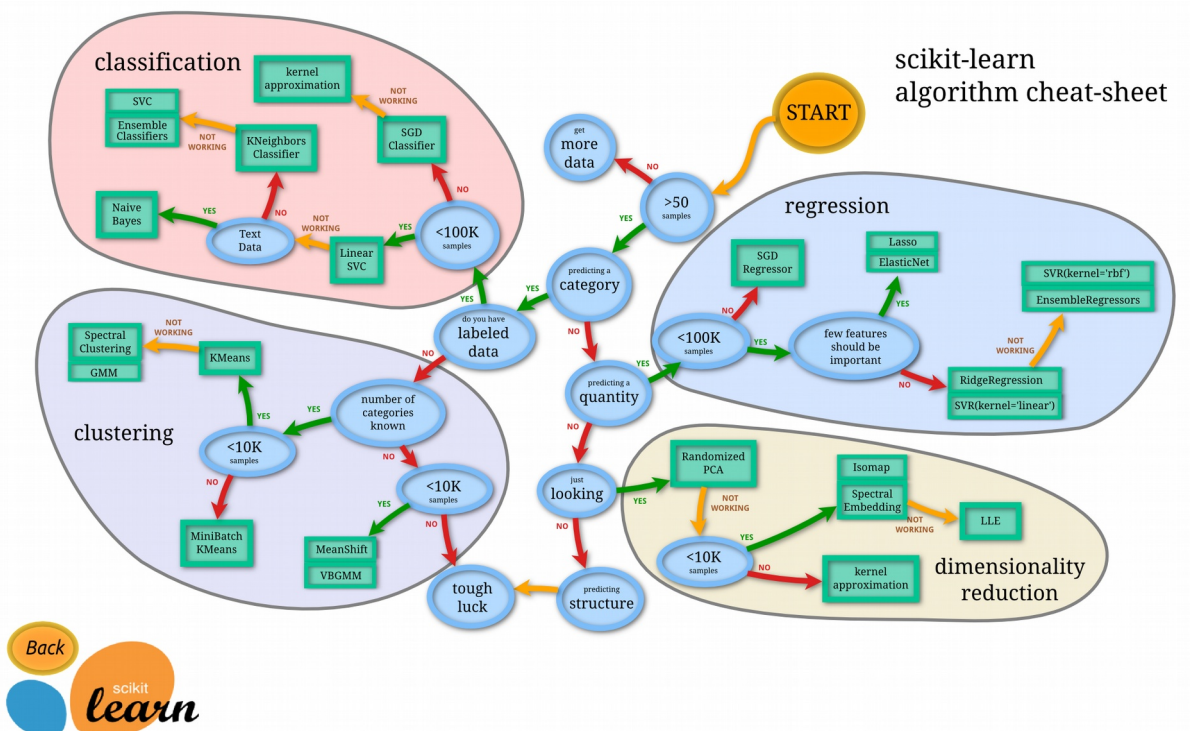 scikit-learn
algorithm cheat-sheet
START
get
more
data
NO
>50
samples
YES
predicting a
category
YES
NO
do you have
labeled
data
YES
NO
predicting a
quantity
YES
NO
just
looking
YES
NO
predicting
structure
tough
luck
classification
kernel
approximation
NOT
WORKING
SGD
Classifier
NO
<100K
samples
YES
Linear
SVC
NOT
WORKING
Text
Data
YES
Naive
Bayes
NO
KNeighbors
Classifier
NOT
WORKING
SVC
Ensemble
Classifiers
regression
<100K
samples
NO
SGD
Regressor
YES
few features
should be
important
YES
Lasso
ElasticNet
NO
RidgeRegression
SVR(kernel='linear')
NOT
WORKING
SVR(kernel='rbf')
EnsembleRegressors
clustering
number of
categories
known
YES
<10K
samples
YES
KMeans
NOT
WORKING
Spectral
Clustering
GMM
NO
MiniBatch
KMeans
NO
<10K
samples
YES
MeanShift
VBGMM
NO
dimensionality
reduction
Randomized
PCA
NOT
WORKING
<10K
samples
YES
Isomap
Spectral
Embedding
NOT
WORKING
LLE
NO
kernel
approximation
Back
scikit
learn